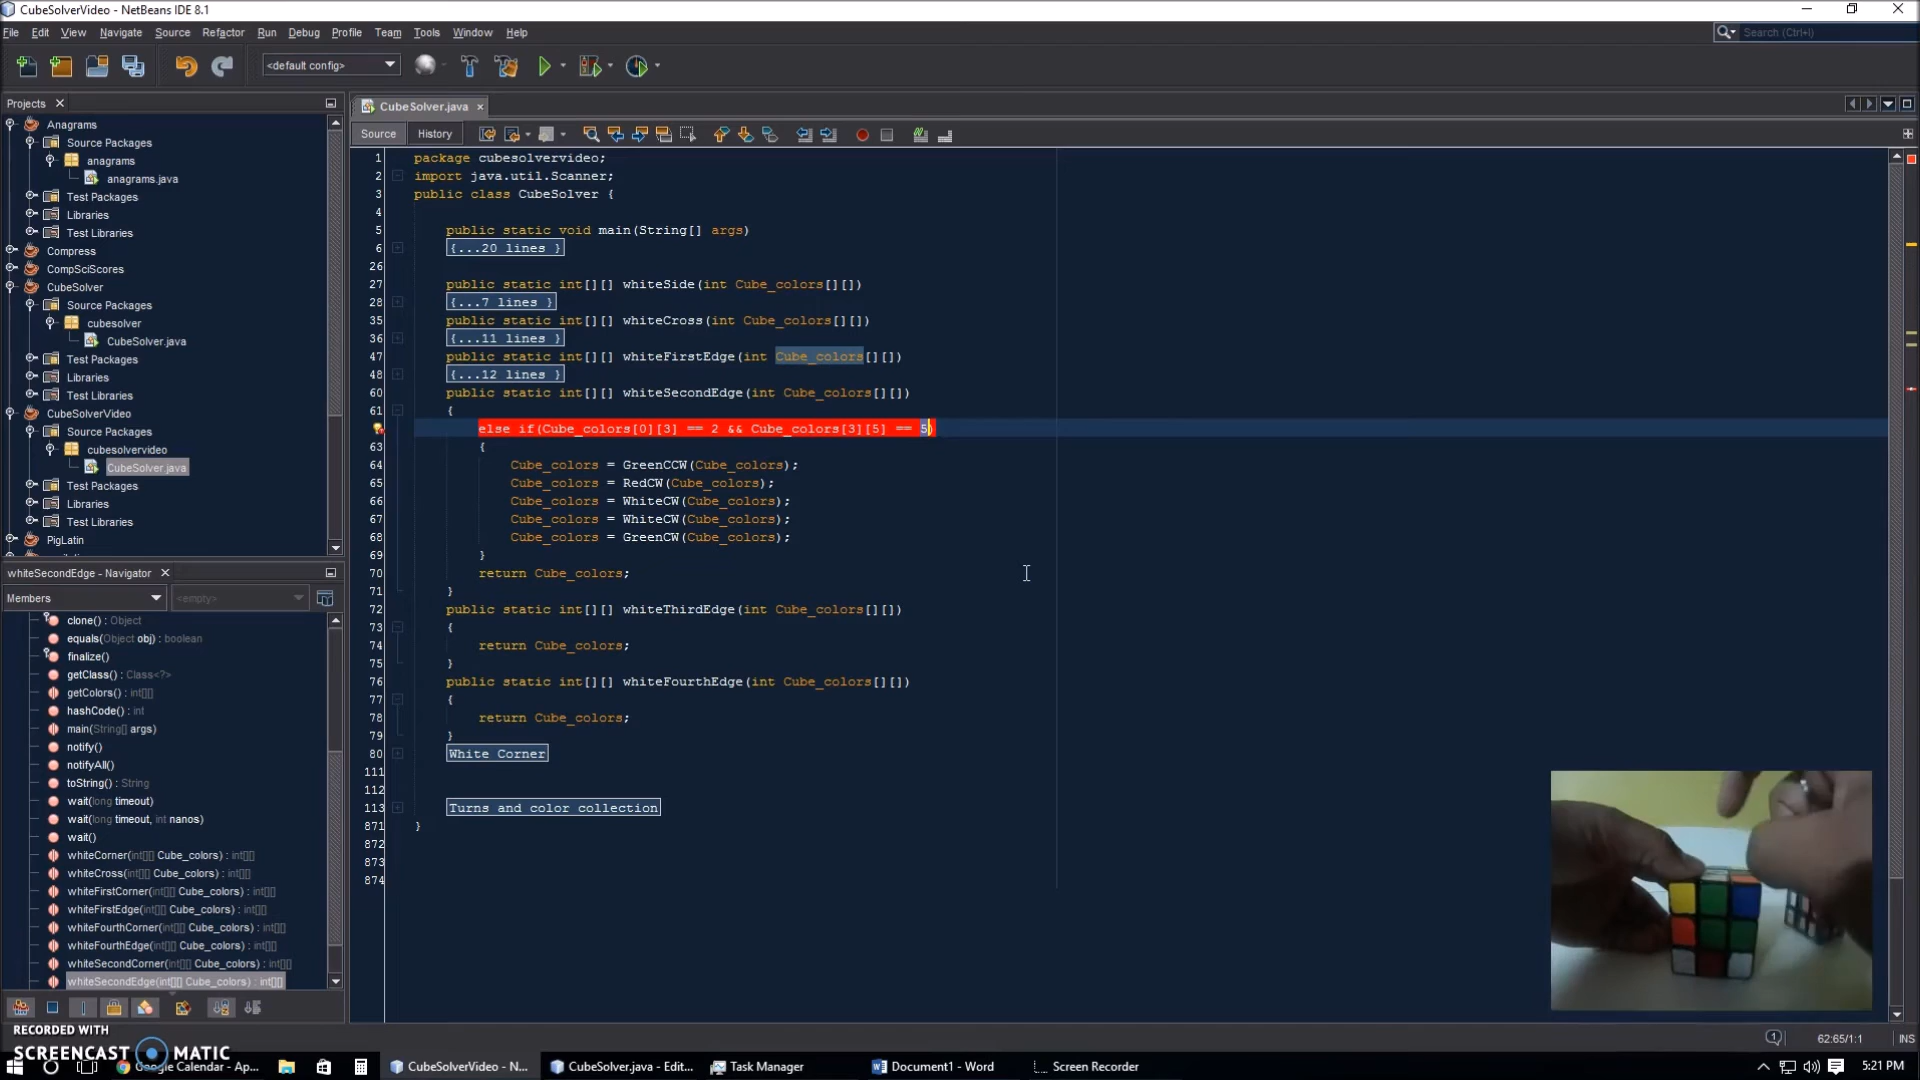 CubeSolverVideo - NetBeans IDE 8.1
File Edit View Navigate Source Refactor Run Debug Profile Team Tools Window Help
Search (Ctrl+I)
<default config>
Projects
CubeSolver.java
Source History
Anagrams
Source Packages
anagrams
anagrams.java
Test Packages
Libraries
Test Libraries
Compress
CompSciScores
CubeSolver
Source Packages
cubesolver
CubeSolver.java
Test Packages
Libraries
Test Libraries
CubeSolverVideo
Source Packages
cubesolvervideo
CubeSolver.java
Test Packages
Libraries
Test Libraries
PigLatin
whiteSecondEdge - Navigator
Members <empty>
clone() : Object
equals(Object obj) : boolean
finalize()
getClass() : Class<?>
getColors() : int[][]
hashCode() : int
main(String[] args)
notify()
notifyAll()
toString() : String
wait(long timeout)
wait(long timeout, int nanos)
wait()
whiteCorner(int[][] Cube_colors) : int[][]
whiteCross(int[][] Cube_colors) : int[][]
whiteFirstCorner(int[][] Cube_colors) : int[][]
whiteFirstEdge(int[][] Cube_colors) : int[][]
whiteFourthCorner(int[][] Cube_colors) : int[][]
whiteFourthEdge(int[][] Cube_colors) : int[][]
whiteSecondCorner(int[][] Cube_colors) : int[][]
whiteSecondEdge(int[][] Cube_colors) : int[][]
1 package cubesolvervideo;
2 import java.util.Scanner;
3 public class CubeSolver {
4
5 public static void main(String[] args)
6 {...20 lines }
26
27 public static int[][] whiteSide(int Cube_colors[][])
28 {...7 lines }
35 public static int[][] whiteCross(int Cube_colors[][])
36 {...11 lines }
47 public static int[][] whiteFirstEdge(int Cube_colors[][])
48 {...12 lines }
60 public static int[][] whiteSecondEdge(int Cube_colors[][])
61 {
else if(Cube_colors[0][3] == 2 && Cube_colors[3][5] == 5)
63 {
64 Cube_colors = GreenCCW(Cube_colors);
65 Cube_colors = RedCW(Cube_colors);
66 Cube_colors = WhiteCW(Cube_colors);
67 Cube_colors = WhiteCW(Cube_colors);
68 Cube_colors = GreenCW(Cube_colors);
69 }
70 return Cube_colors;
71 }
72 public static int[][] whiteThirdEdge(int Cube_colors[][])
73 {
74 return Cube_colors;
75 }
76 public static int[][] whiteFourthEdge(int Cube_colors[][])
77 {
78 return Cube_colors;
79 }
80 White Corner
111
112
113 Turns and color collection
871 }
872
873
874
1
62:65/1:1 INS
RECORDED WITH
SCREENCAST MATIC
Google Calendar - Ap...
CubeSolverVideo - N...
CubeSolver.java - Edit...
Task Manager
Document1 - Word
Screen Recorder
5:21 PM